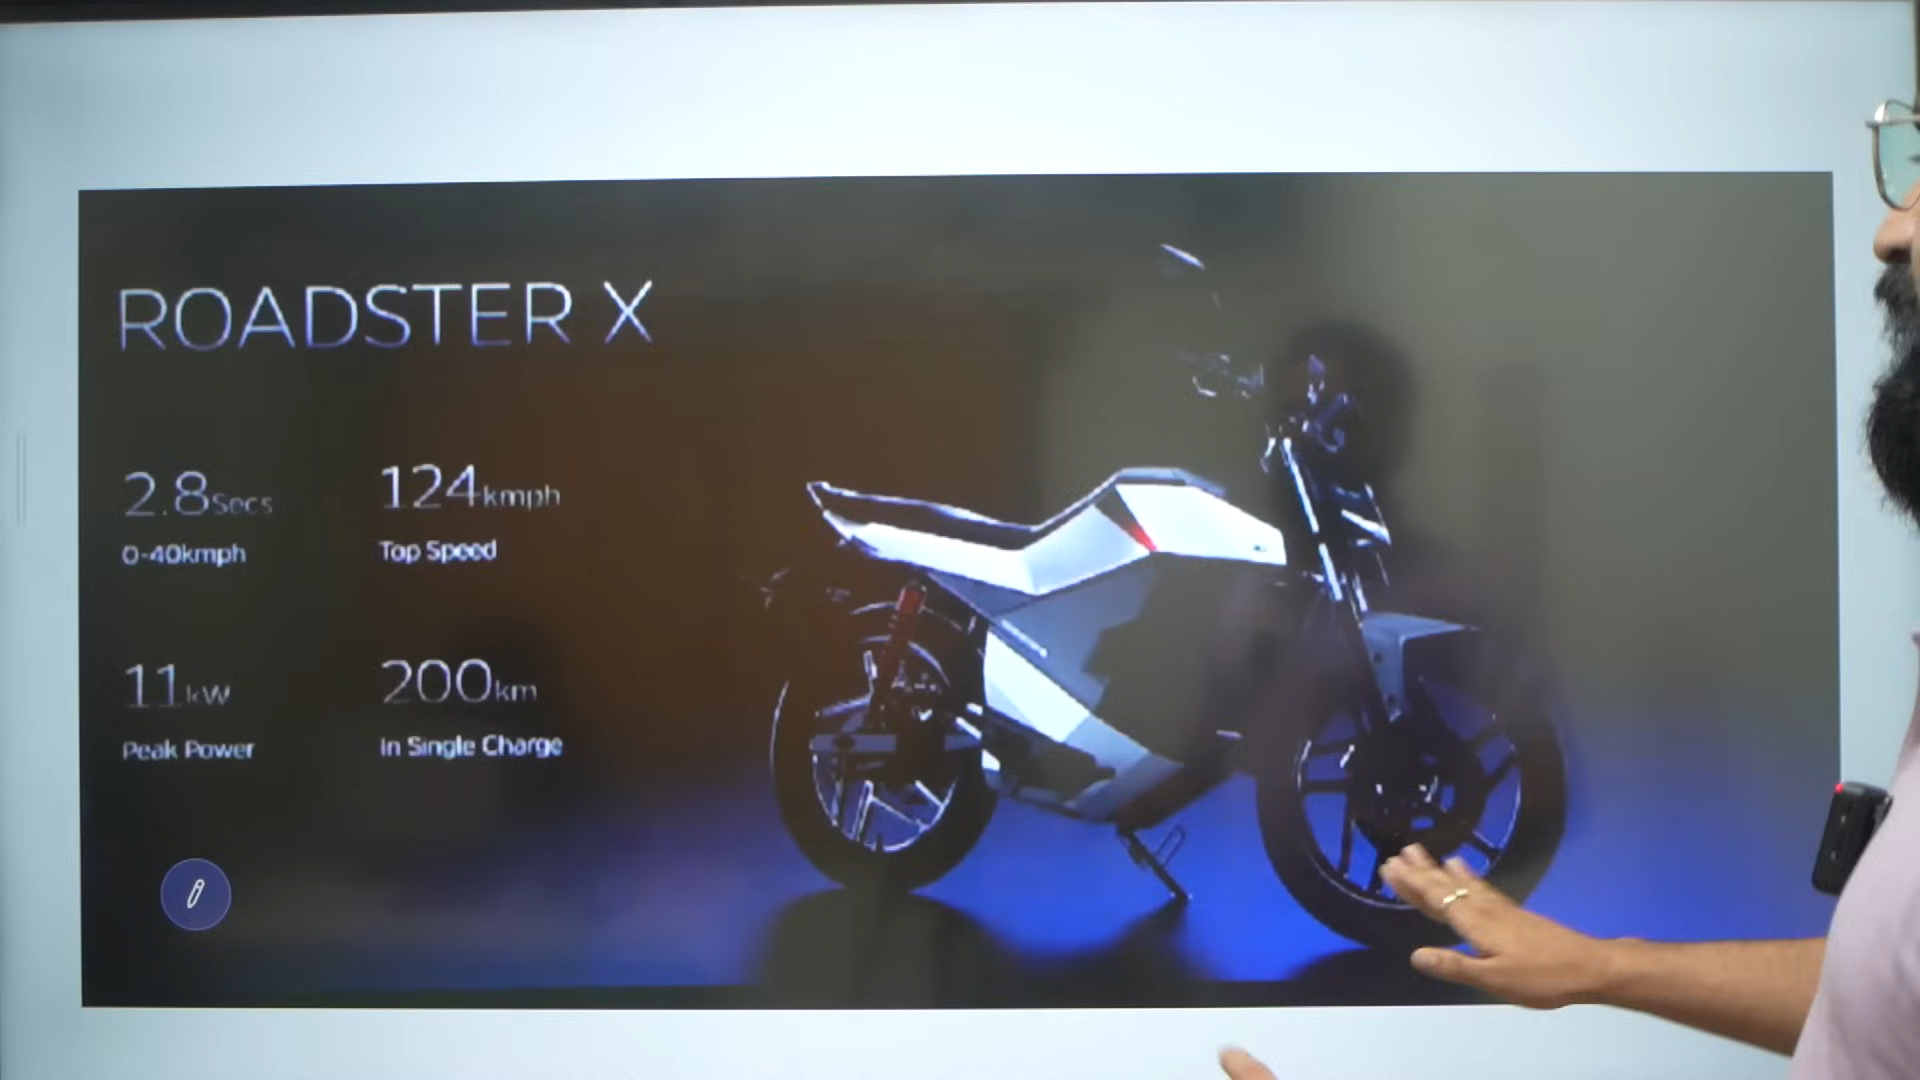 ROADSTER X
2.8Secs
0-40kmph
124kmph
Top Speed
11kW
Peak Power
200km
In Single Charge